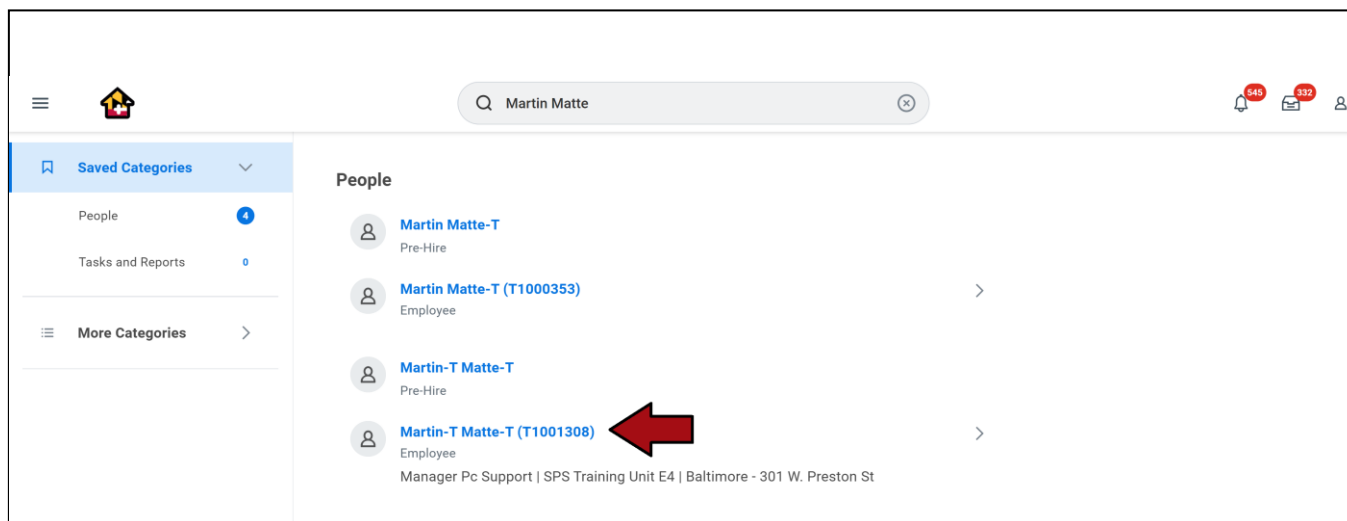 Martin Matte
545
332
Saved Categories
People
4
Tasks and Reports
0
More Categories
People
Martin Matte-T
Pre-Hire
Martin Matte-T (T1000353)
Employee
Martin-T Matte-T
Pre-Hire
Martin-T Matte-T (T1001308)
Employee
Manager Pc Support | SPS Training Unit E4 | Baltimore - 301 W. Preston St